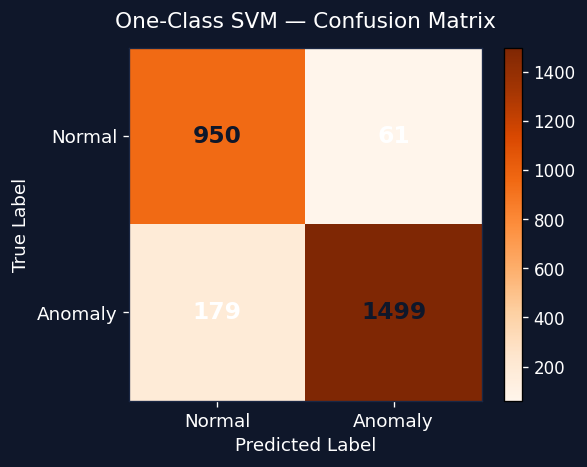 One-Class SVM — Confusion Matrix
True Label
Normal
950
61
Anomaly
179
1499
Normal
Anomaly
Predicted Label
1400
1200
1000
800
600
400
200